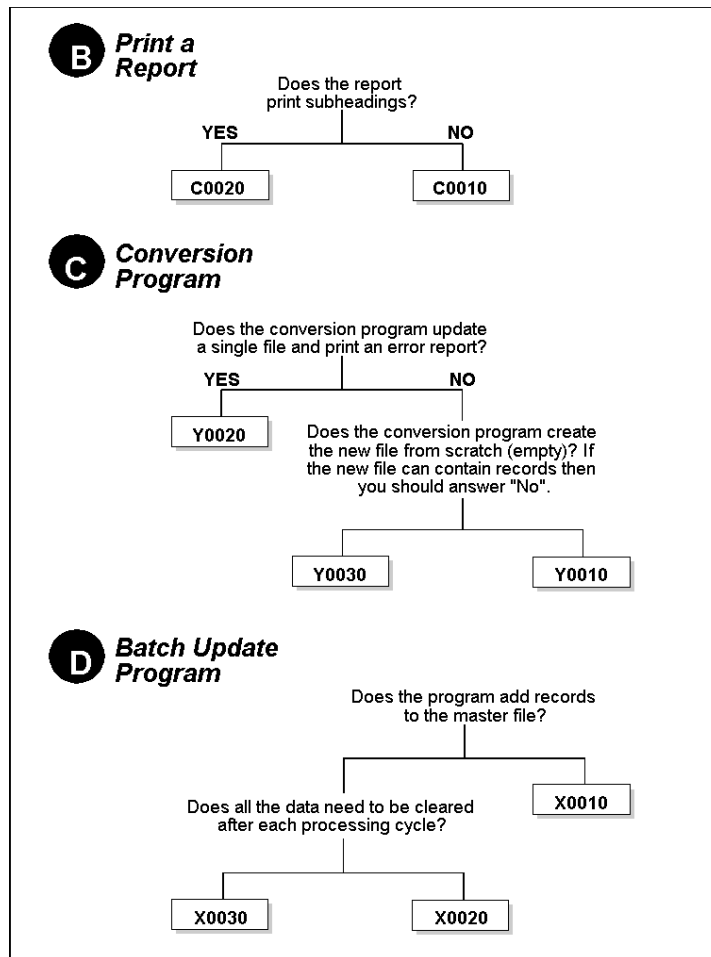 B
Print a
Report
Does the report
print subheadings?
YES
NO
C0020
C0010
C
Conversion
Program
Does the conversion program update
a single file and print an error report?
YES
NO
Y0020
Does the conversion program create
the new file from scratch (empty)? If
the new file can contain records then
you should answer "No".
Y0030
Y0010
D
Batch Update
Program
Does the program add records
to the master file?
X0010
Does all the data need to be cleared
after each processing cycle?
X0030
X0020